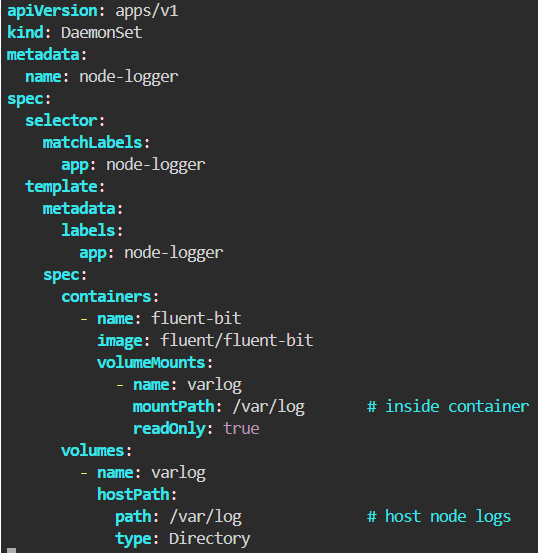 apiVersion: apps/v1
kind: DaemonSet
metadata:
  name: node-logger
spec:
  selector:
    matchLabels:
      app: node-logger
  template:
    metadata:
      labels:
        app: node-logger
    spec:
      containers:
        - name: fluent-bit
          image: fluent/fluent-bit
          volumeMounts:
            - name: varlog
              mountPath: /var/log       # inside container
              readOnly: true
      volumes:
        - name: varlog
          hostPath:
            path: /var/log              # host node logs
            type: Directory